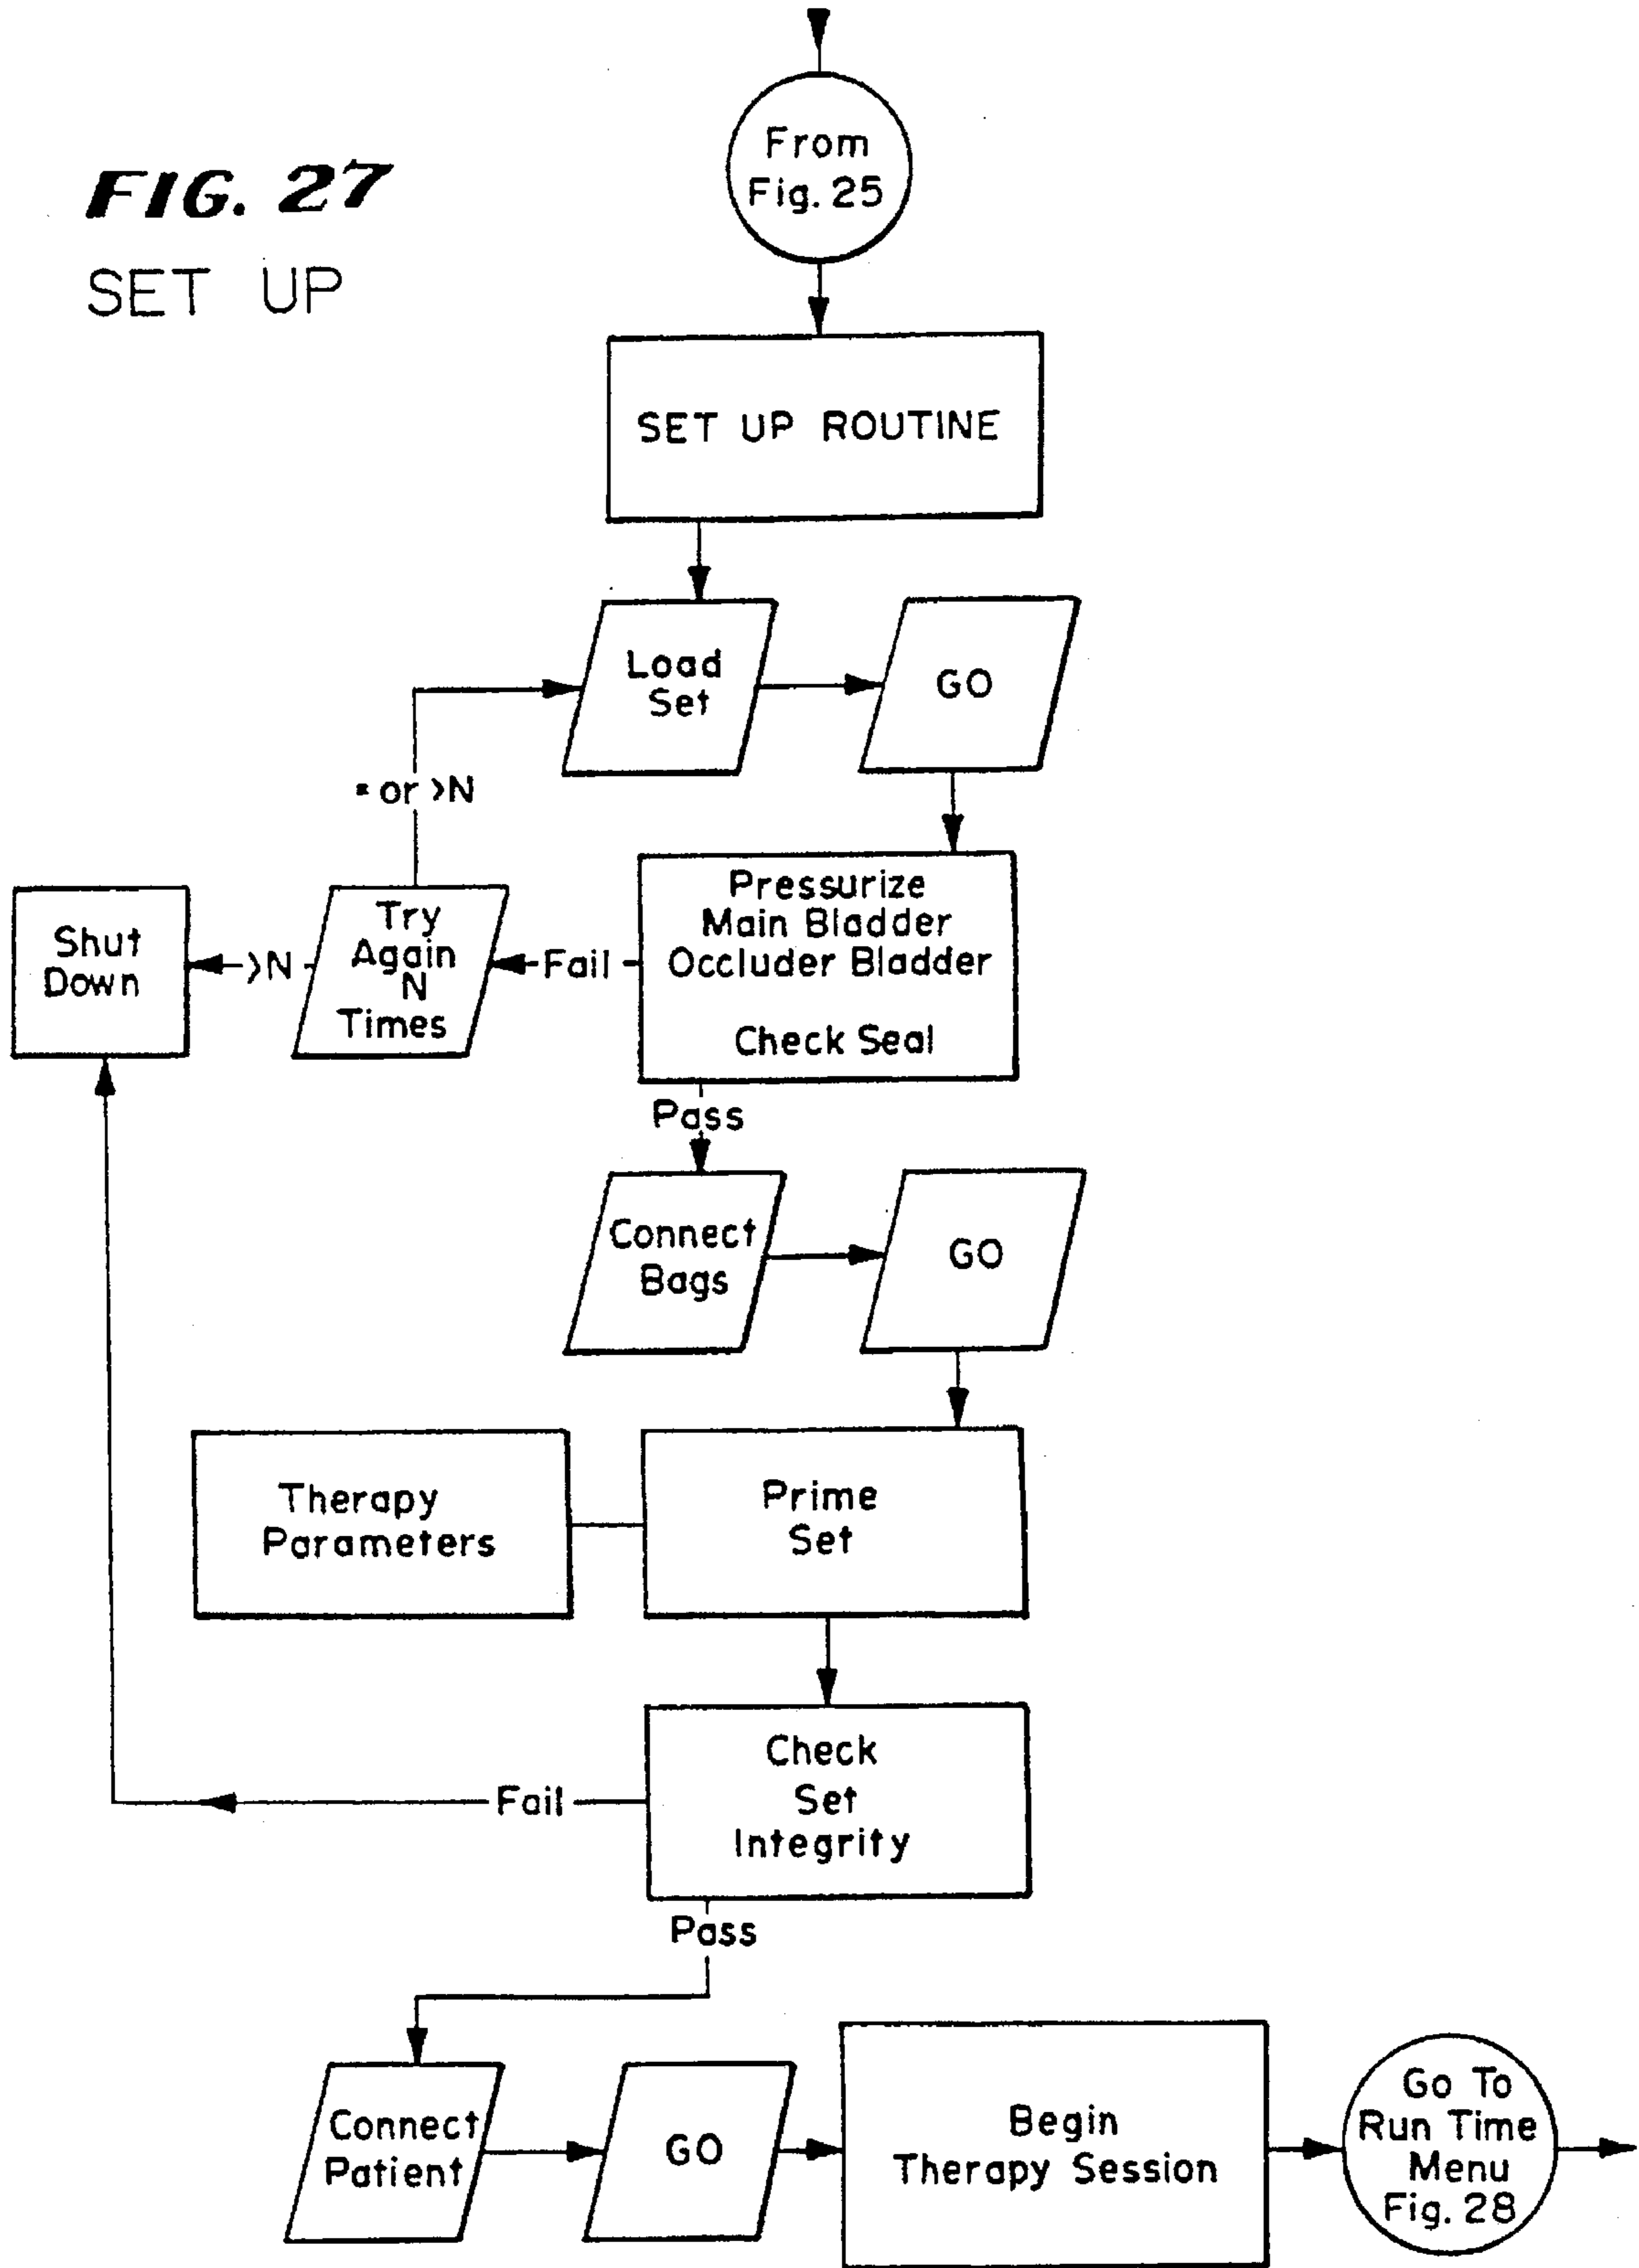 FIG. 27
SET UP
From
Fig. 25
SET UP ROUTINE
Load
Set
GO
= or >N
Pressurize
Main Bladder
Occluder Bladder
Check Seal
Fail
Try
Again
N
Times
>N
Shut
Down
Pass
Connect
Bags
GO
Therapy
Parameters
Prime
Set
Check
Set
Integrity
Fail
Pass
Connect
Patient
GO
Begin
Therapy Session
Go To
Run Time
Menu
Fig. 28